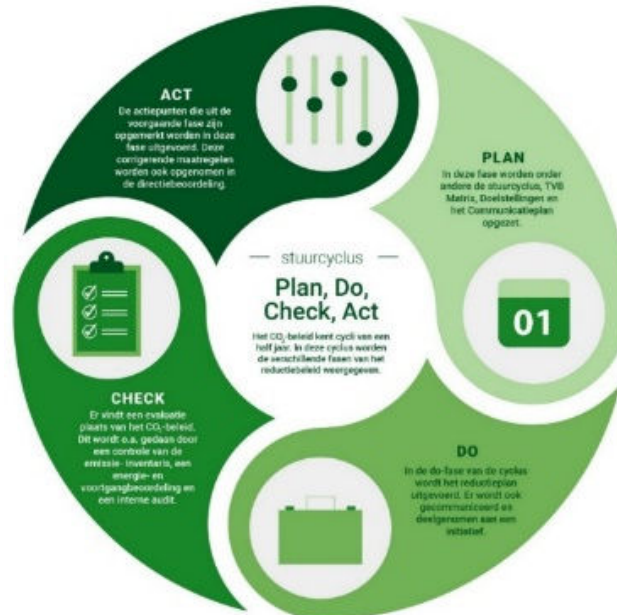 ACT
De actiepunten die uit de
voorgaande fase zijn
opgemerkt worden in deze
fase uitgevoerd. Deze
corrigerende maatregelen
worden ook opgenomen in
de directiebeoordeling.
PLAN
In deze fase worden onder
andere de stuurcyclus, TVB
Matrix, Doelstellingen en
het Communicatieplan
opgezet.
01
stuurcyclus
Plan, Do,
Check, Act
Het CO₂-beleid kent cycli van een
half jaar. In deze cyclus worden
de verschillende fasen van het
reductiebeleid weergegeven.
CHECK
Er vindt een evaluatie
plaats van het CO₂-beleid.
Dit wordt o.a. gedaan door
een controle van de
emissie- inventaris, een
energie- en
voortgangbeoordeling en
een interne audit.
DO
In de do-fase van de cyclus
wordt het reductieplan
uitgevoerd. Er wordt ook
gecommuniceerd en
deelgenomen aan een
initiatief.